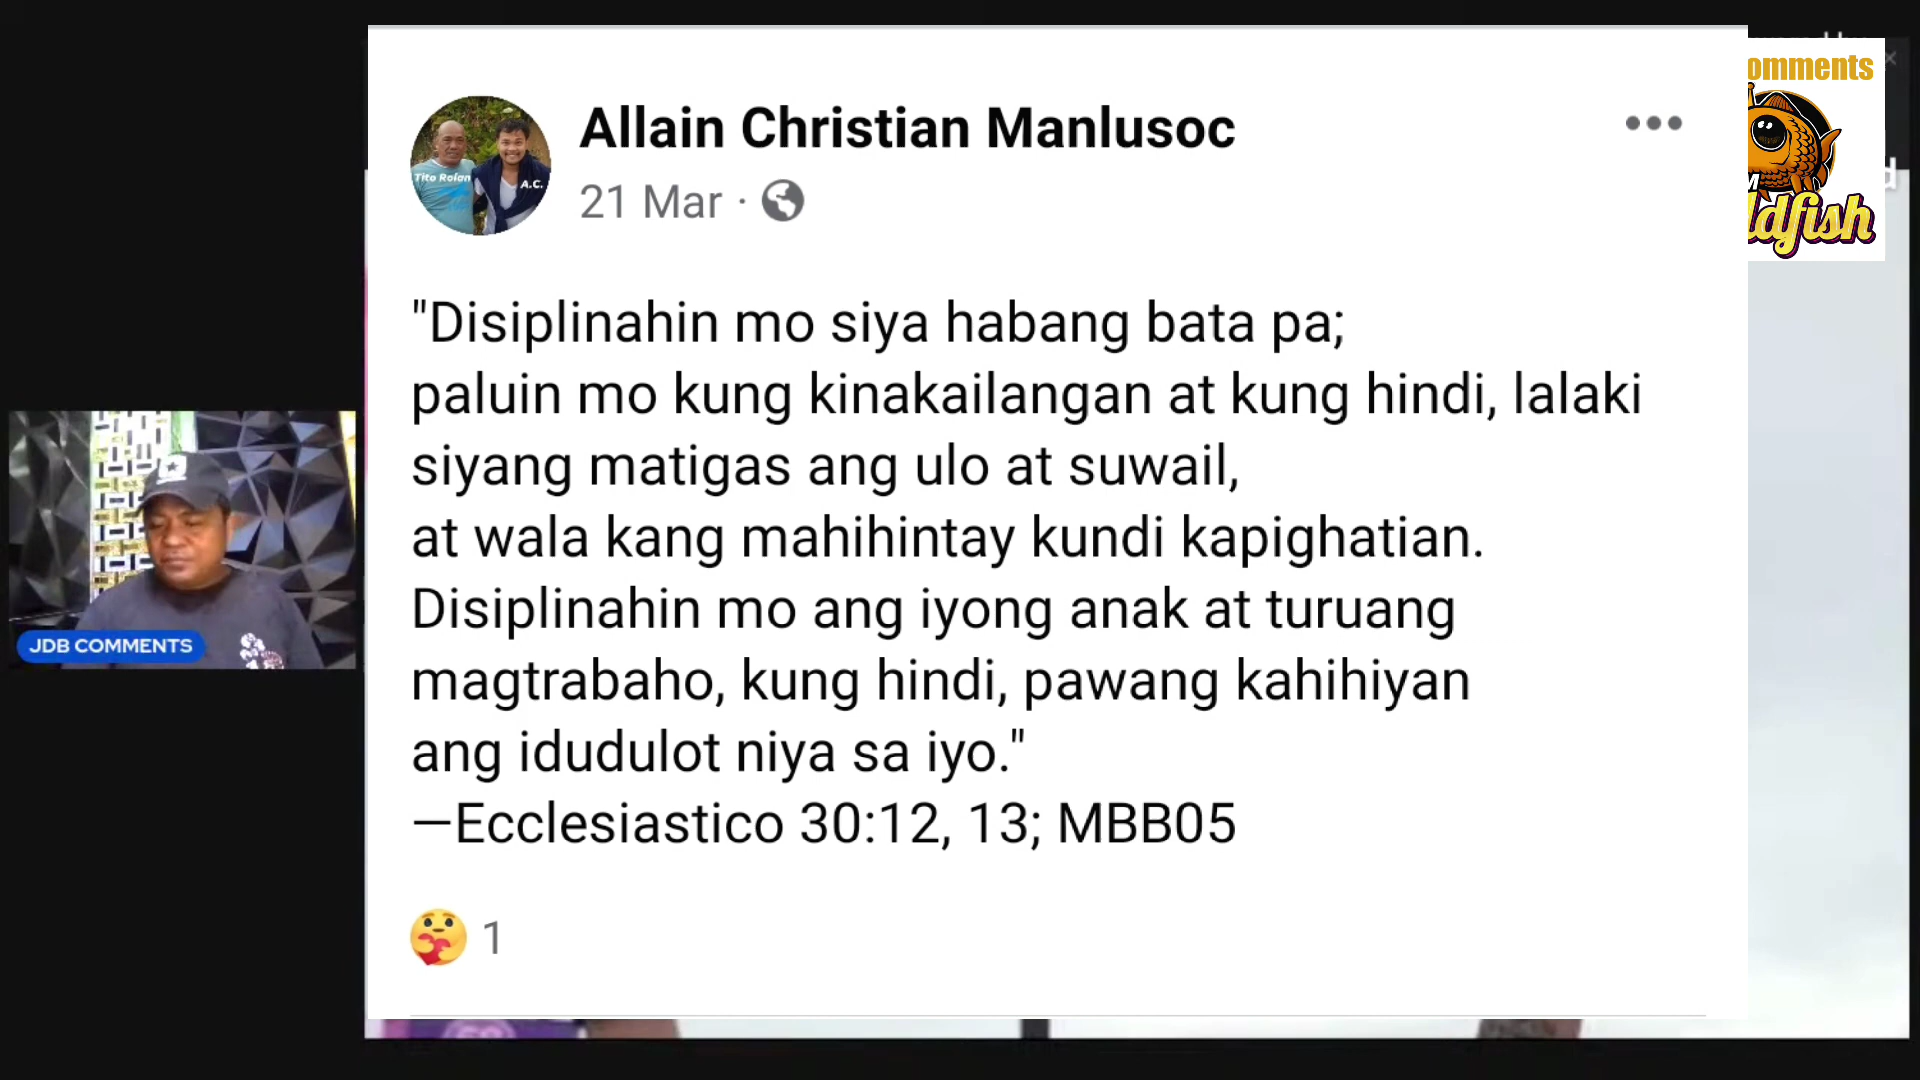 Allain Christian Manlusoc
21 Mar ·
"Disiplinahin mo siya habang bata pa;
paluin mo kung kinakailangan at kung hindi, lalaki
siyang matigas ang ulo at suwail,
at wala kang mahihintay kundi kapighatian.
Disiplinahin mo ang iyong anak at turuang
magtrabaho, kung hindi, pawang kahihiyan
ang idudulot niya sa iyo."
—Ecclesiastico 30:12, 13; MBB05
1
Tito Rolan
A.C.
JDB COMMENTS
omments
ldfish